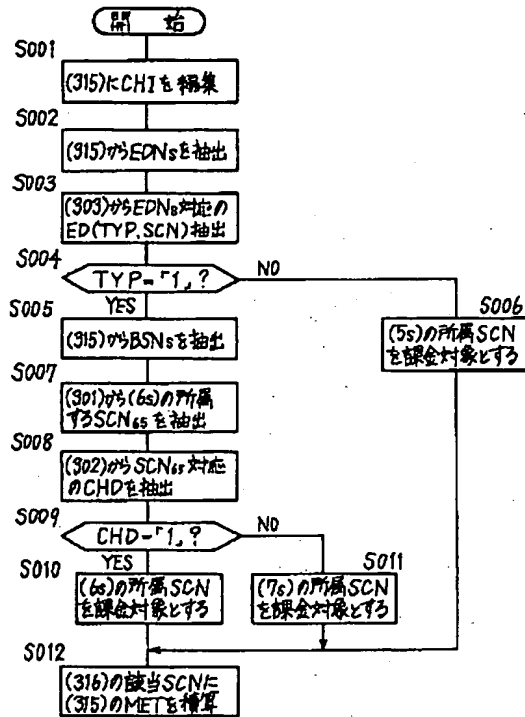 開 始
S001
(315)にCHIを編集
S002
(315)からEDNsを抽出
S003
(303)からEDNs対応の
ED(TYP,SCN)抽出
S004
TYP=「1」?
NO
YES
S005
(315)からBSNsを抽出
S006
(5s)の所属SCN
を課金対象とする
S007
(301)から(6s)の所属
するSCN6sを抽出
S008
(302)からSCN6s対応
のCHDを抽出
S009
CHD=「1」?
NO
YES
S010
(6s)の所属SCN
を課金対象とする
S011
(7s)の所属SCN
を課金対象とする
S012
(316)の該当SCNに
(315)のMETを積算